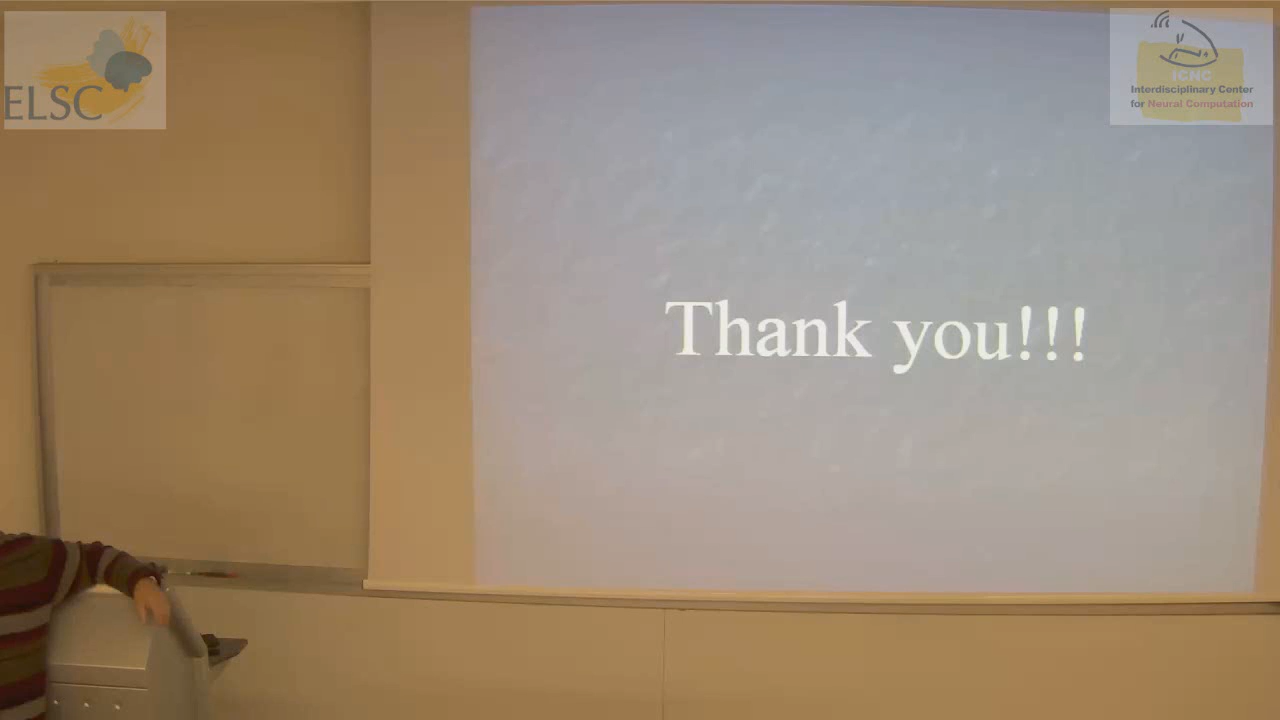 ELSC
ICNC
Interdisciplinary Center
for Neural Computation
Thank you!!!